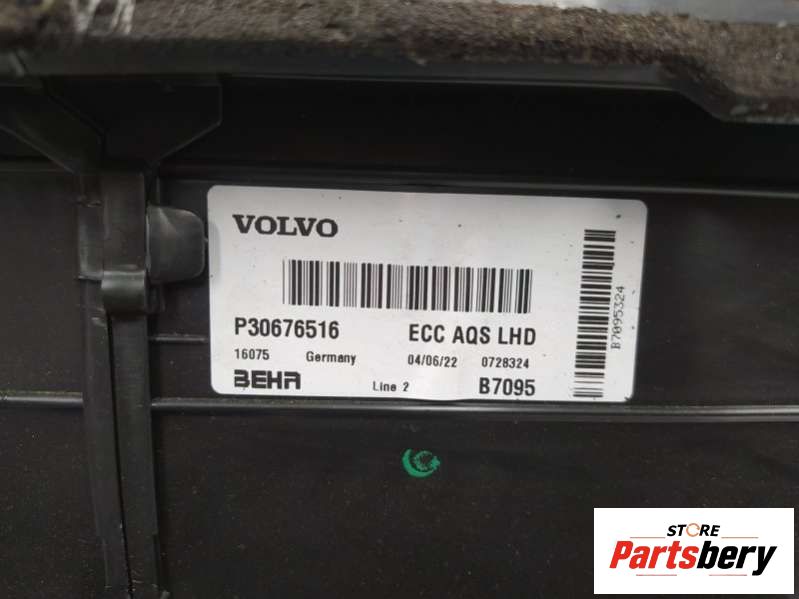 VOLVO
P30676516 ECC AQS LHD
16075 Germany 04/06/22 0728324
BEHR Line 2 B7095
B7095324
STORE
Partsbery